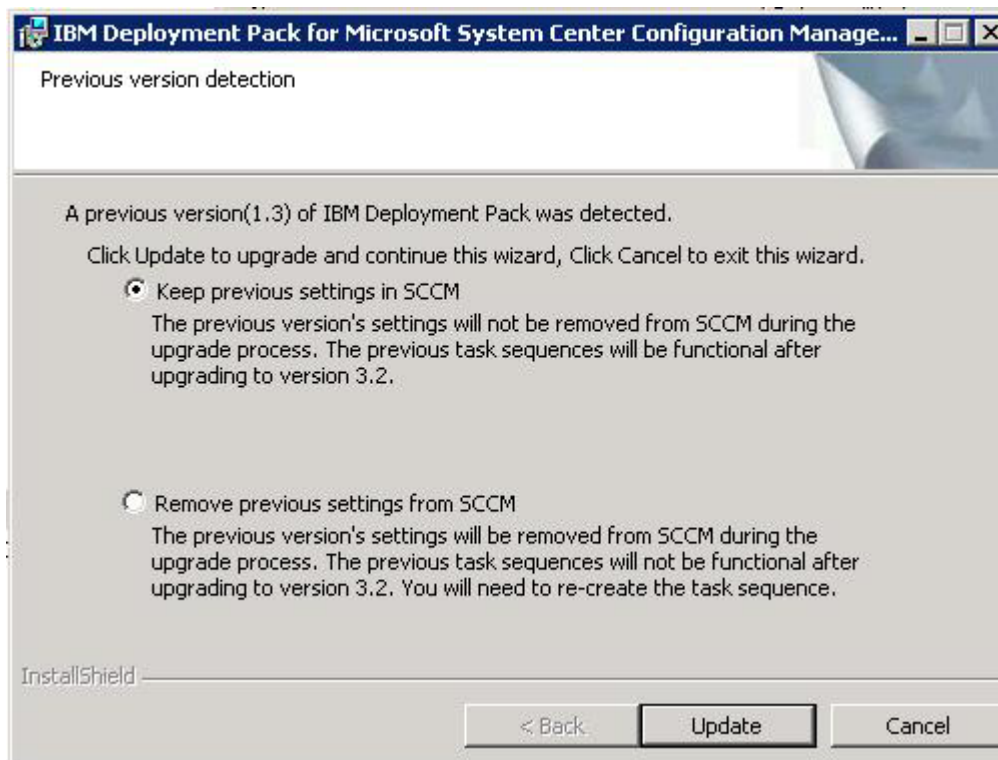 IBM Deployment Pack for Microsoft System Center Configuration Manage...
Previous version detection
A previous version(1.3) of IBM Deployment Pack was detected.
Click Update to upgrade and continue this wizard, Click Cancel to exit this wizard.
Keep previous settings in SCCM
The previous version's settings will not be removed from SCCM during the
upgrade process. The previous task sequences will be functional after
upgrading to version 3.2.
Remove previous settings from SCCM
The previous version's settings will be removed from SCCM during the
upgrade process. The previous task sequences will not be functional after
upgrading to version 3.2. You will need to re-create the task sequence.
InstallShield
< Back
Update
Cancel